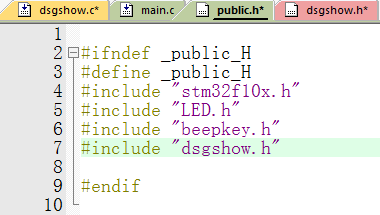 dsgshow.c* main.c public.h* dsgshow.h*
1
2 #ifndef _public_H
3 #define _public_H
4 #include "stm32f10x.h"
5 #include "LED.h"
6 #include "beepkey.h"
7 #include "dsgshow.h"
8
9 #endif
10